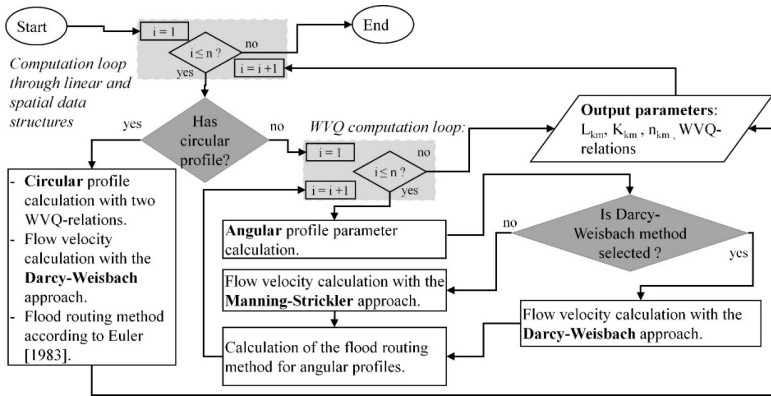 Start
End
i = 1
i ≤ n ?
no
yes
i = i +1
Computation loop
through linear and
spatial data
structures
Has
circular
profile?
yes
no
WVQ computation loop:
i = 1
i ≤ n ?
no
yes
i = i +1
Output parameters:
Lkm, Kkm , nkm , WVQ-
relations
- Circular profile
calculation with two
WVQ-relations.
- Flow velocity
calculation with the
Darcy-Weisbach
approach.
- Flood routing method
according to Euler
[1983].
Angular profile parameter
calculation.
Is Darcy-
Weisbach method
selected ?
no
yes
Flow velocity calculation with the
Manning-Strickler approach.
Flow velocity calculation with the
Darcy-Weisbach approach.
Calculation of the flood routing
method for angular profiles.